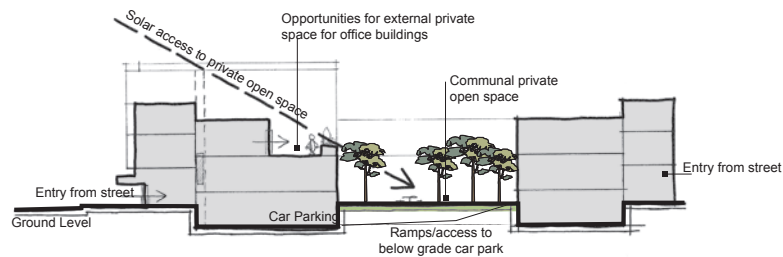 Solar access to private open space
Opportunities for external private
space for office buildings
Communal private
open space
Entry from street
Entry from street
Ground Level
Car Parking
Ramps/access to
below grade car park